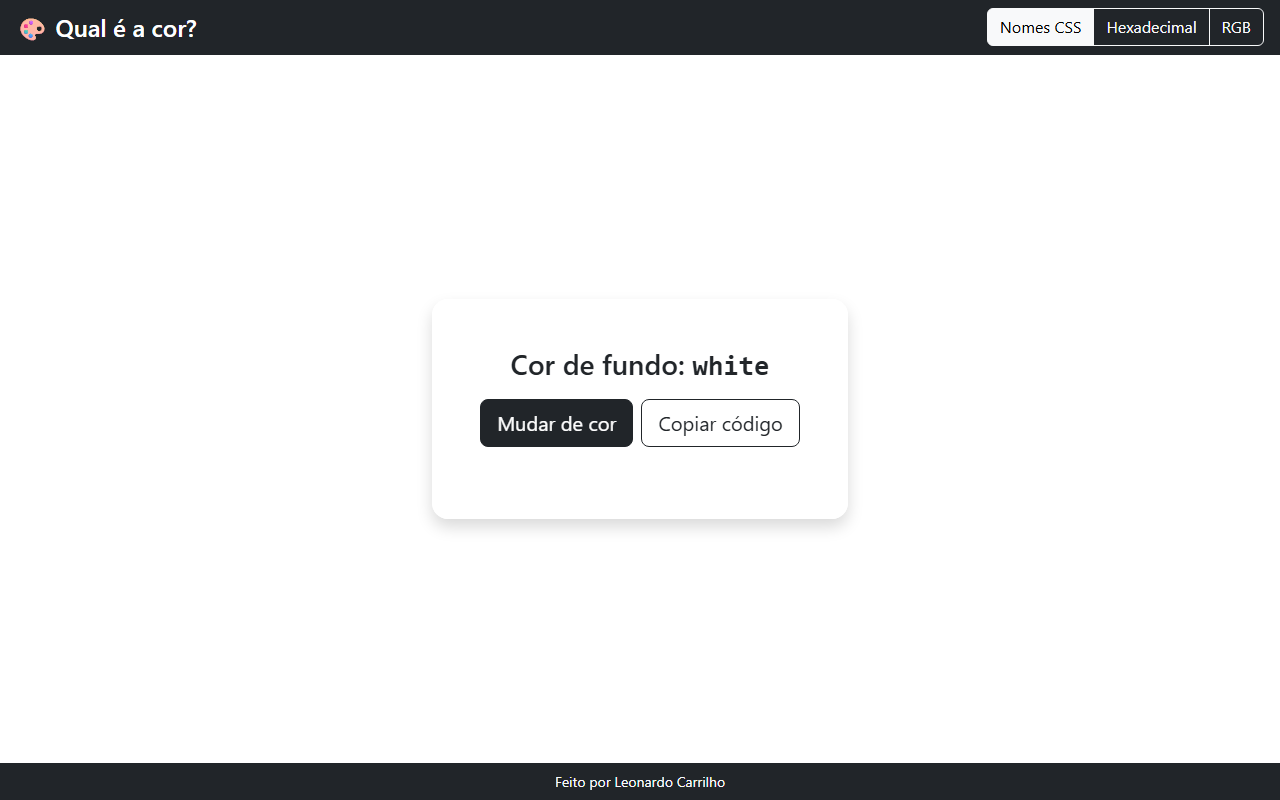 Qual é a cor?
Nomes CSS
Hexadecimal
RGB
Cor de fundo: white
Mudar de cor
Copiar código
Feito por Leonardo Carrilho